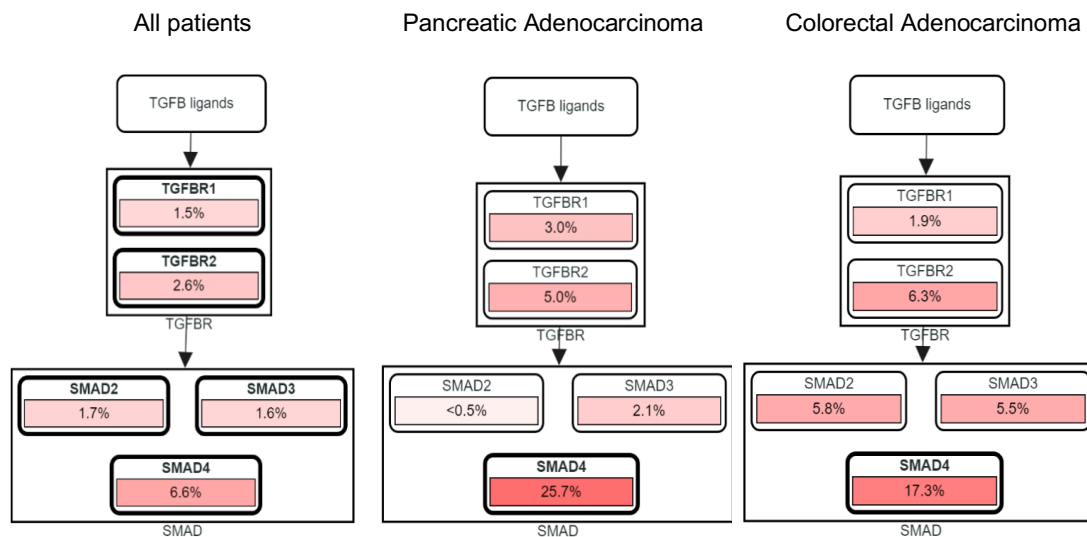 All patients
TGFB ligands
TGFBR1
1.5%
TGFBR2
2.6%
TGFBR
SMAD2
1.7%
SMAD3
1.6%
SMAD4
6.6%
SMAD
Pancreatic Adenocarcinoma
TGFB ligands
TGFBR1
3.0%
TGFBR2
5.0%
TGFBR
SMAD2
<0.5%
SMAD3
2.1%
SMAD4
25.7%
SMAD
Colorectal Adenocarcinoma
TGFB ligands
TGFBR1
1.9%
TGFBR2
6.3%
TGFBR
SMAD2
5.8%
SMAD3
5.5%
SMAD4
17.3%
SMAD